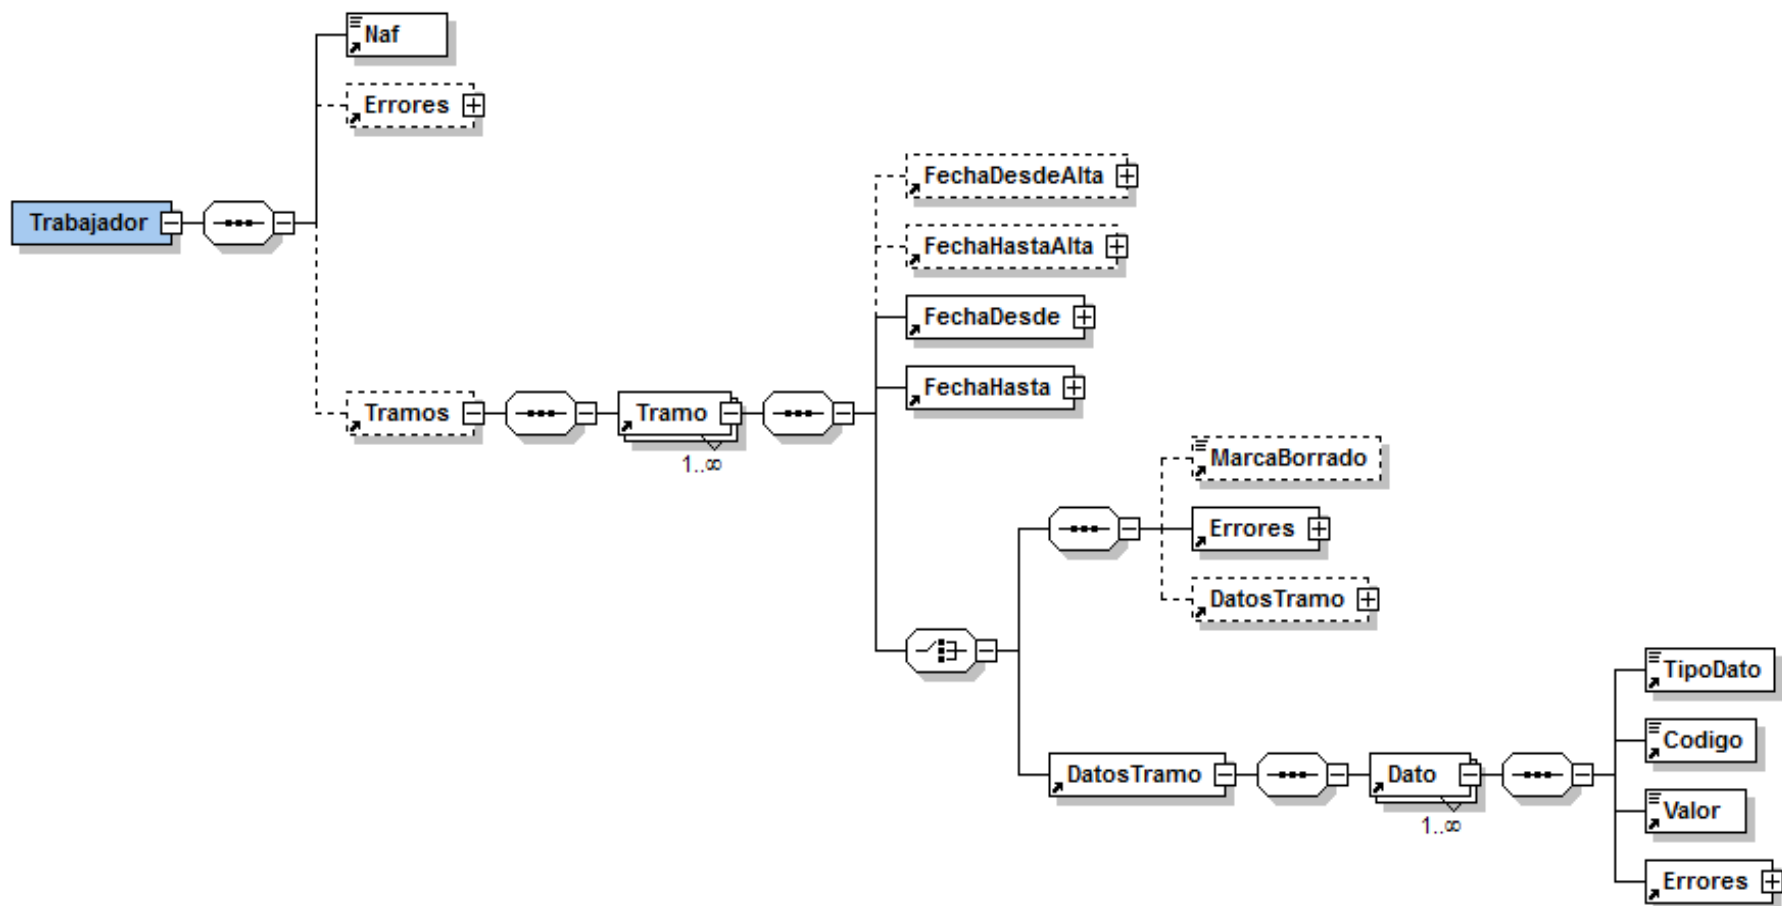 Naf
Errores
FechaDesdeAlta
Trabajador
FechaHastaAlta
FechaDesde
FechaHasta
Tramos
Tramo
1..∞
MarcaBorrado
Errores
DatosTramo
TipoDato
Codigo
DatosTramo
Dato
1..∞
Valor
Errores